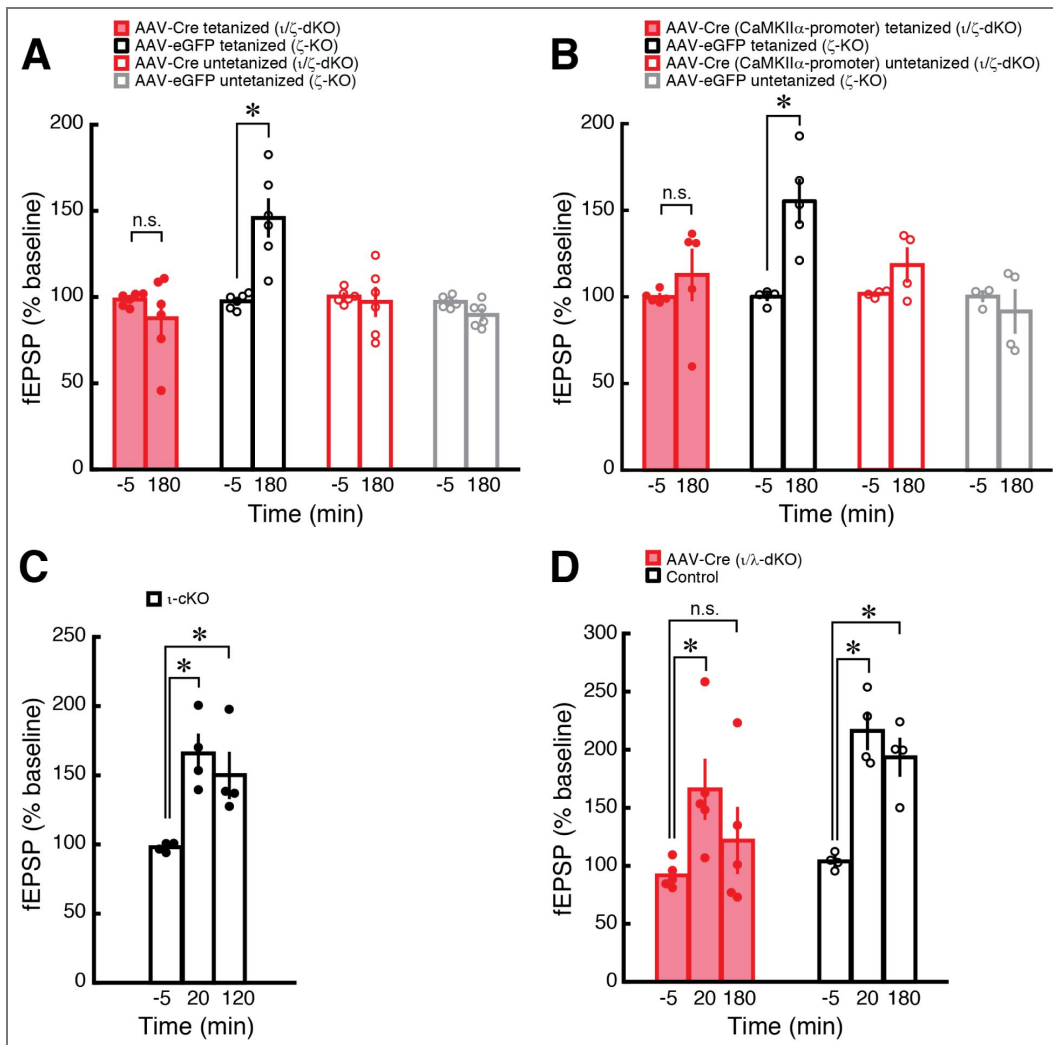 A
AAV-Cre tetanized (ι/ζ-dKO)
AAV-eGFP tetanized (ζ-KO)
AAV-Cre untetanized (ι/ζ-dKO)
AAV-eGFP untetanized (ζ-KO)
fEPSP (% baseline)
200
150
100
50
0
n.s.
*
-5 180 -5 180 -5 180 -5 180
Time (min)
B
AAV-Cre (CaMKIIα-promoter) tetanized (ι/ζ-dKO)
AAV-eGFP tetanized (ζ-KO)
AAV-Cre (CaMKIIα-promoter) untetanized (ι/ζ-dKO)
AAV-eGFP untetanized (ζ-KO)
fEPSP (% baseline)
200
150
100
50
0
n.s.
*
-5 180 -5 180 -5 180 -5 180
Time (min)
C
ι-cKO
fEPSP (% baseline)
250
200
150
100
50
0
*
*
-5 20 120
Time (min)
D
AAV-Cre (ι/λ-dKO)
Control
fEPSP (% baseline)
300
250
200
150
100
50
0
n.s.
*
*
*
-5 20 180 -5 20 180
Time (min)